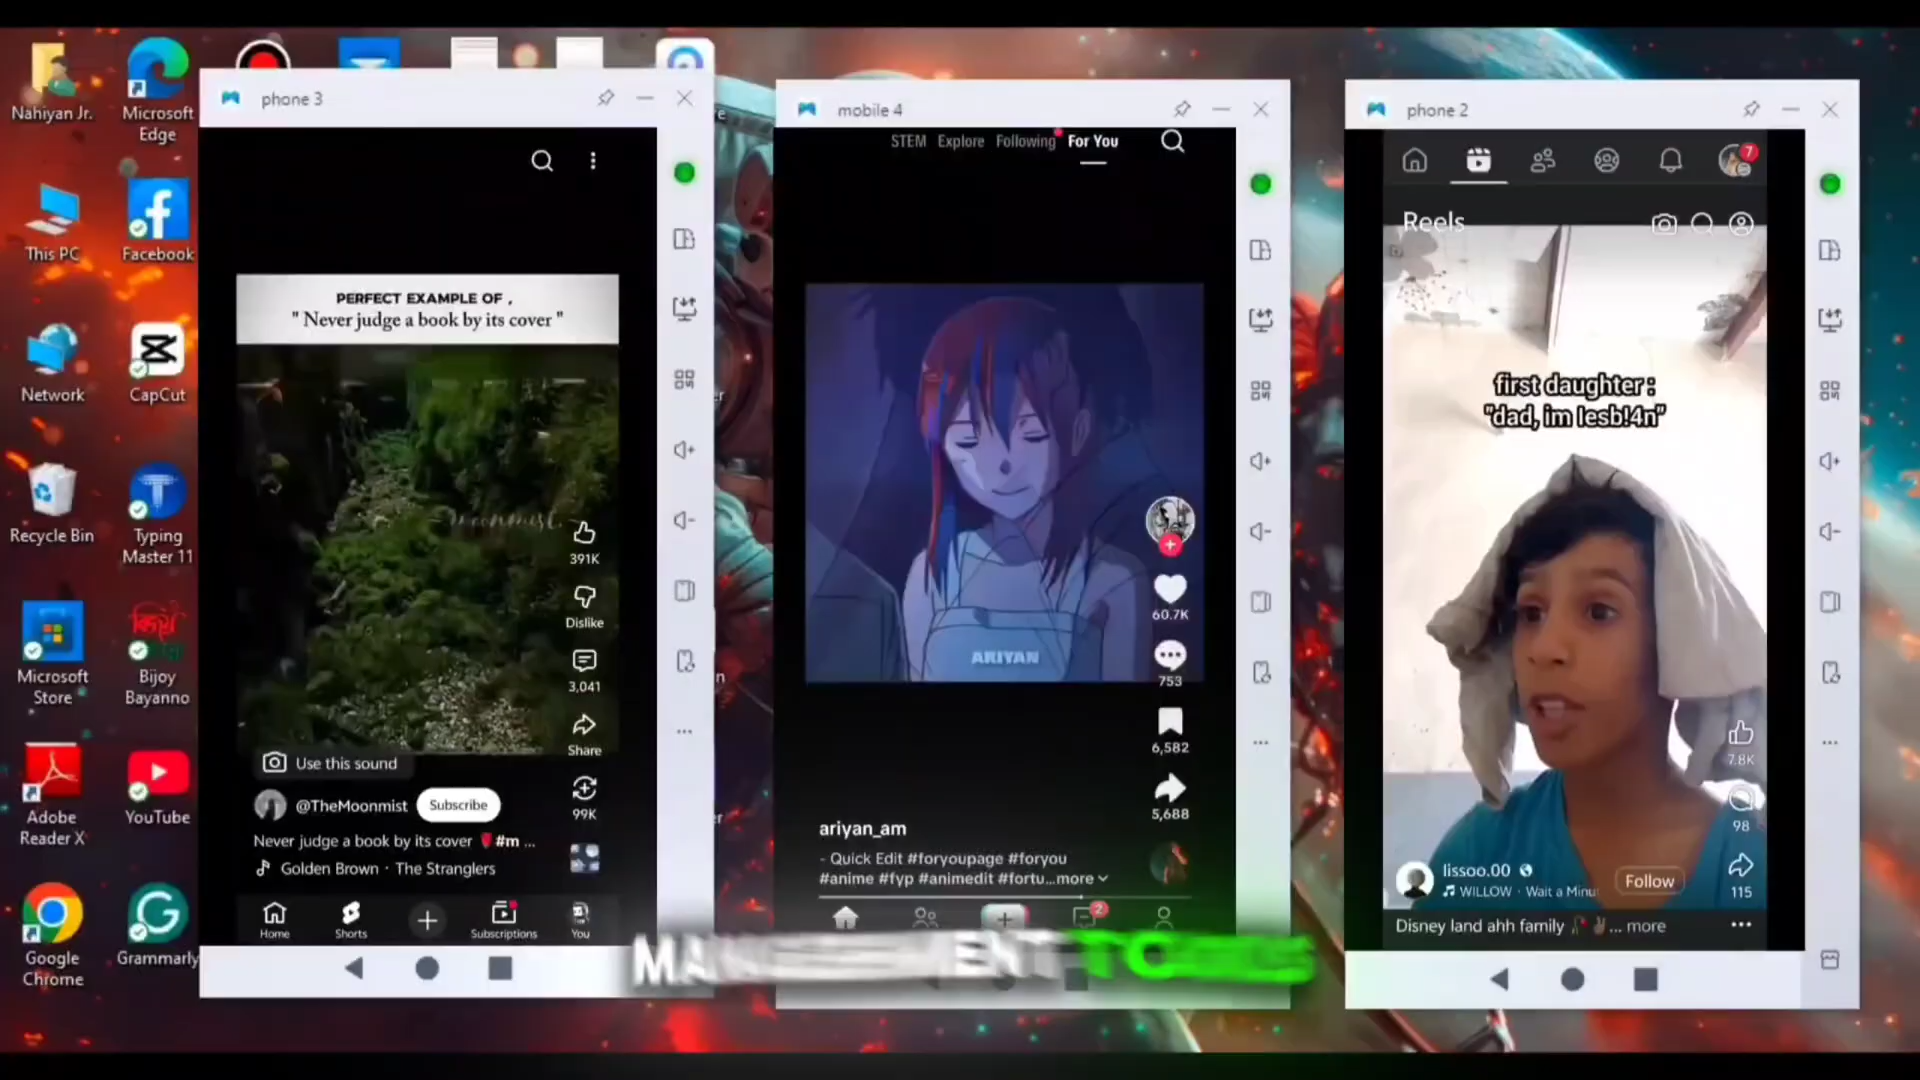 Nahiyan Jr.
Microsoft
Edge
This PC
Facebook
Network
CapCut
Recycle Bin
Typing
Master 11
Microsoft
Store
Bijoy
Bayanno
Adobe
Reader X
YouTube
Google
Chrome
Grammarly
phone 3
PERFECT EXAMPLE OF ,
" Never judge a book by its cover "
moonmist.
391K
Dislike
3,041
Share
99K
Use this sound
@TheMoonmist
Subscribe
Never judge a book by its cover #m ...
Golden Brown · The Stranglers
Home
Shorts
Subscriptions
You
mobile 4
STEM Explore Following For You
ARIYAN
60.7K
753
6,582
5,688
ariyan_am
- Quick Edit #foryoupage #foryou
#anime #fyp #animedit #fortu...more
2
phone 2
7
Reels
first daughter :
"dad, im lesb!4n"
7.8K
98
115
lissoo.00
WILLOW · Wait a Minu
Follow
Disney land ahh family ... more